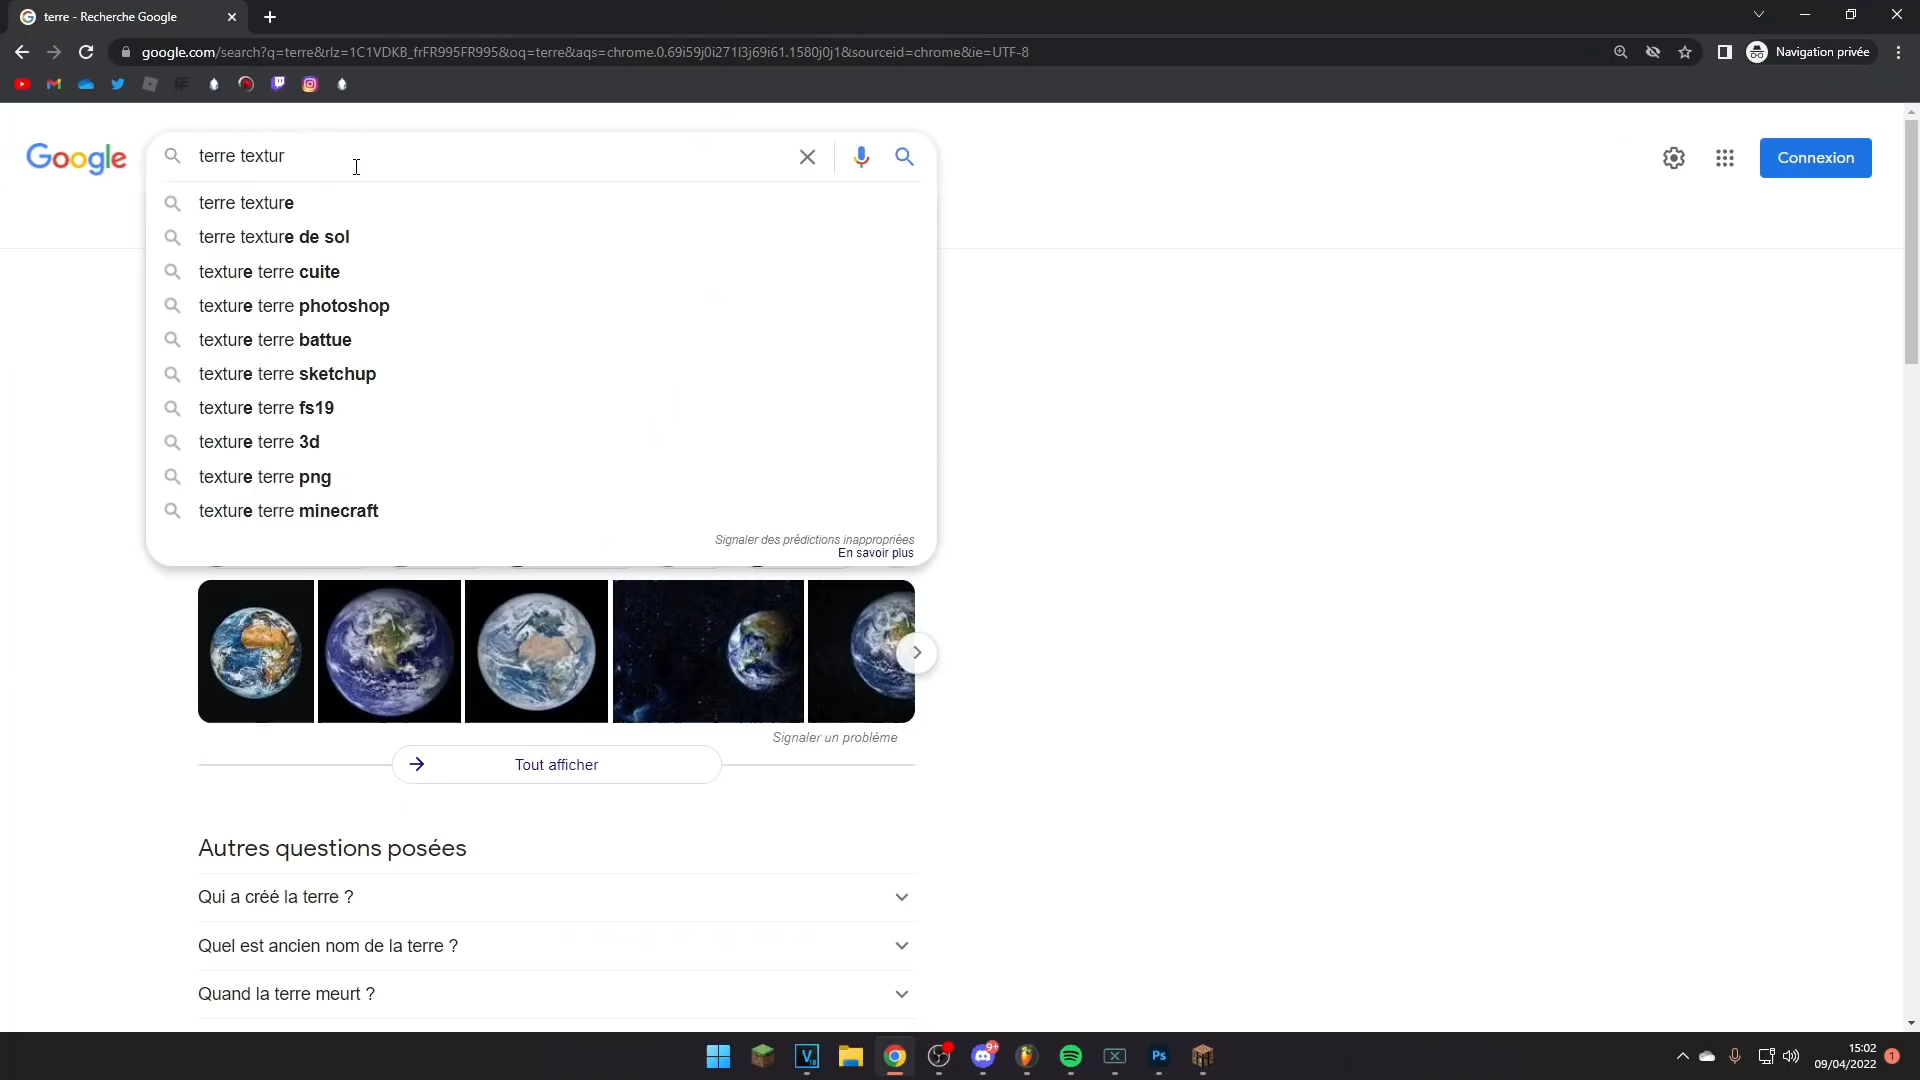 terre - Recherche Google
google.com/search?q=terre&rlz=1C1VDKB_frFR995FR995&oq=terre&aqs=chrome.0.69i59j0i271l3j69i61.1580j0j1&sourceid=chrome&ie=UTF-8
Navigation privée
Google
terre textur
Connexion
terre texture
terre texture de sol
texture terre cuite
texture terre photoshop
texture terre battue
texture terre sketchup
texture terre fs19
texture terre 3d
texture terre png
texture terre minecraft
Signaler des prédictions inappropriées
En savoir plus
Signaler un problème
Tout afficher
Autres questions posées
Qui a créé la terre ?
Quel est ancien nom de la terre ?
Quand la terre meurt ?
9+
Ps
15:02
09/04/2022
1